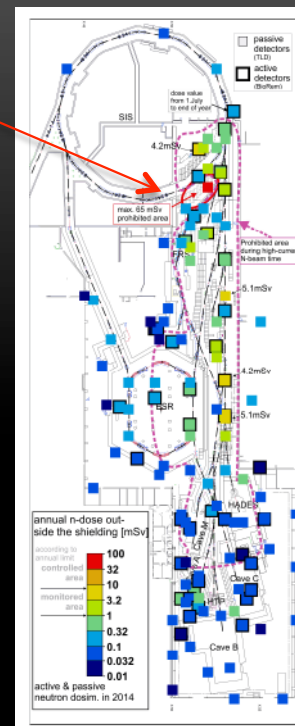 passive
detectors
(TLD)
active
detectors
(BioRem)
dose value
from 1.July
to end of year
SIS
4.2mSv
max. 65 mSv
prohibited area
Prohibited area
during high-curre
N-beam time
FRS
5.1mSv
4.2mSv
5.1mSv
ESR
HADES
Cave M
Cave C
HTP
Cave B
annual n-dose out-
side the shielding [mSv]
according to
annual limit
controlled
area
monitored
area
100
32
10
3.2
1
0.32
0.1
0.032
0.01
active & passive
neutron dosim. in 2014